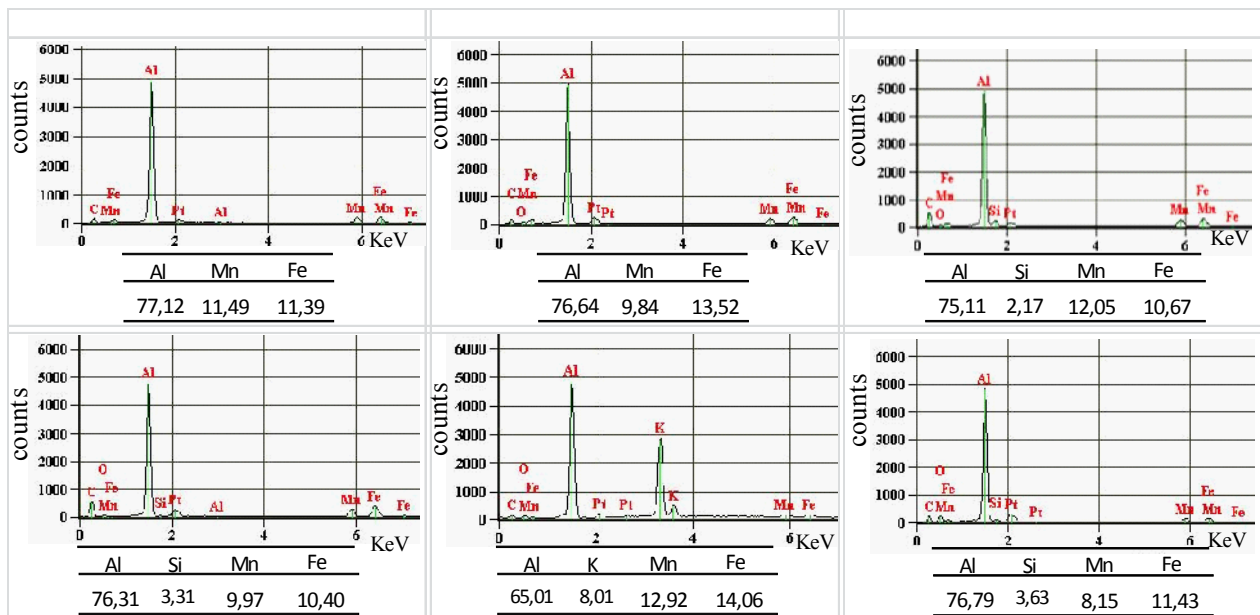 6000
5000
4000
3000
2000
1000
0
counts
Al
Fe
C Mn
Pt
Al
Fe
Mn Mn Fe
0 2 4 6 KeV
Al Mn Fe
77,12 11,49 11,39
6000
5000
4000
3000
2000
1000
0
counts
Al
Fe
C Mn
O
Pt
Pt
Fe
Mn Mn Fe
0 2 4 6 KeV
Al Mn Fe
76,64 9,84 13,52
6000
5000
4000
3000
2000
1000
0
counts
Al
Fe
C Mn
O
Si Pt
Fe
Mn Mn Fe
0 2 4 6 KeV
Al Si Mn Fe
75,11 2,17 12,05 10,67
6000
5000
4000
3000
2000
1000
0
counts
Al
O
C Fe
Mn
Si Pt
Al
Mn Fe Fe
0 2 4 6 KeV
Al Si Mn Fe
76,31 3,31 9,97 10,40
6000
5000
4000
3000
2000
1000
0
counts
Al
K
O
Fe
C Mn
Pt Pt
K
Mn Fe
0 2 4 6 KeV
Al K Mn Fe
65,01 8,01 12,92 14,06
6000
5000
4000
3000
2000
1000
0
counts
Al
O
Fe
C Mn
Si Pt
Pt
Fe
Mn Mn Fe
0 2 4 6 KeV
Al Si Mn Fe
76,79 3,63 8,15 11,43